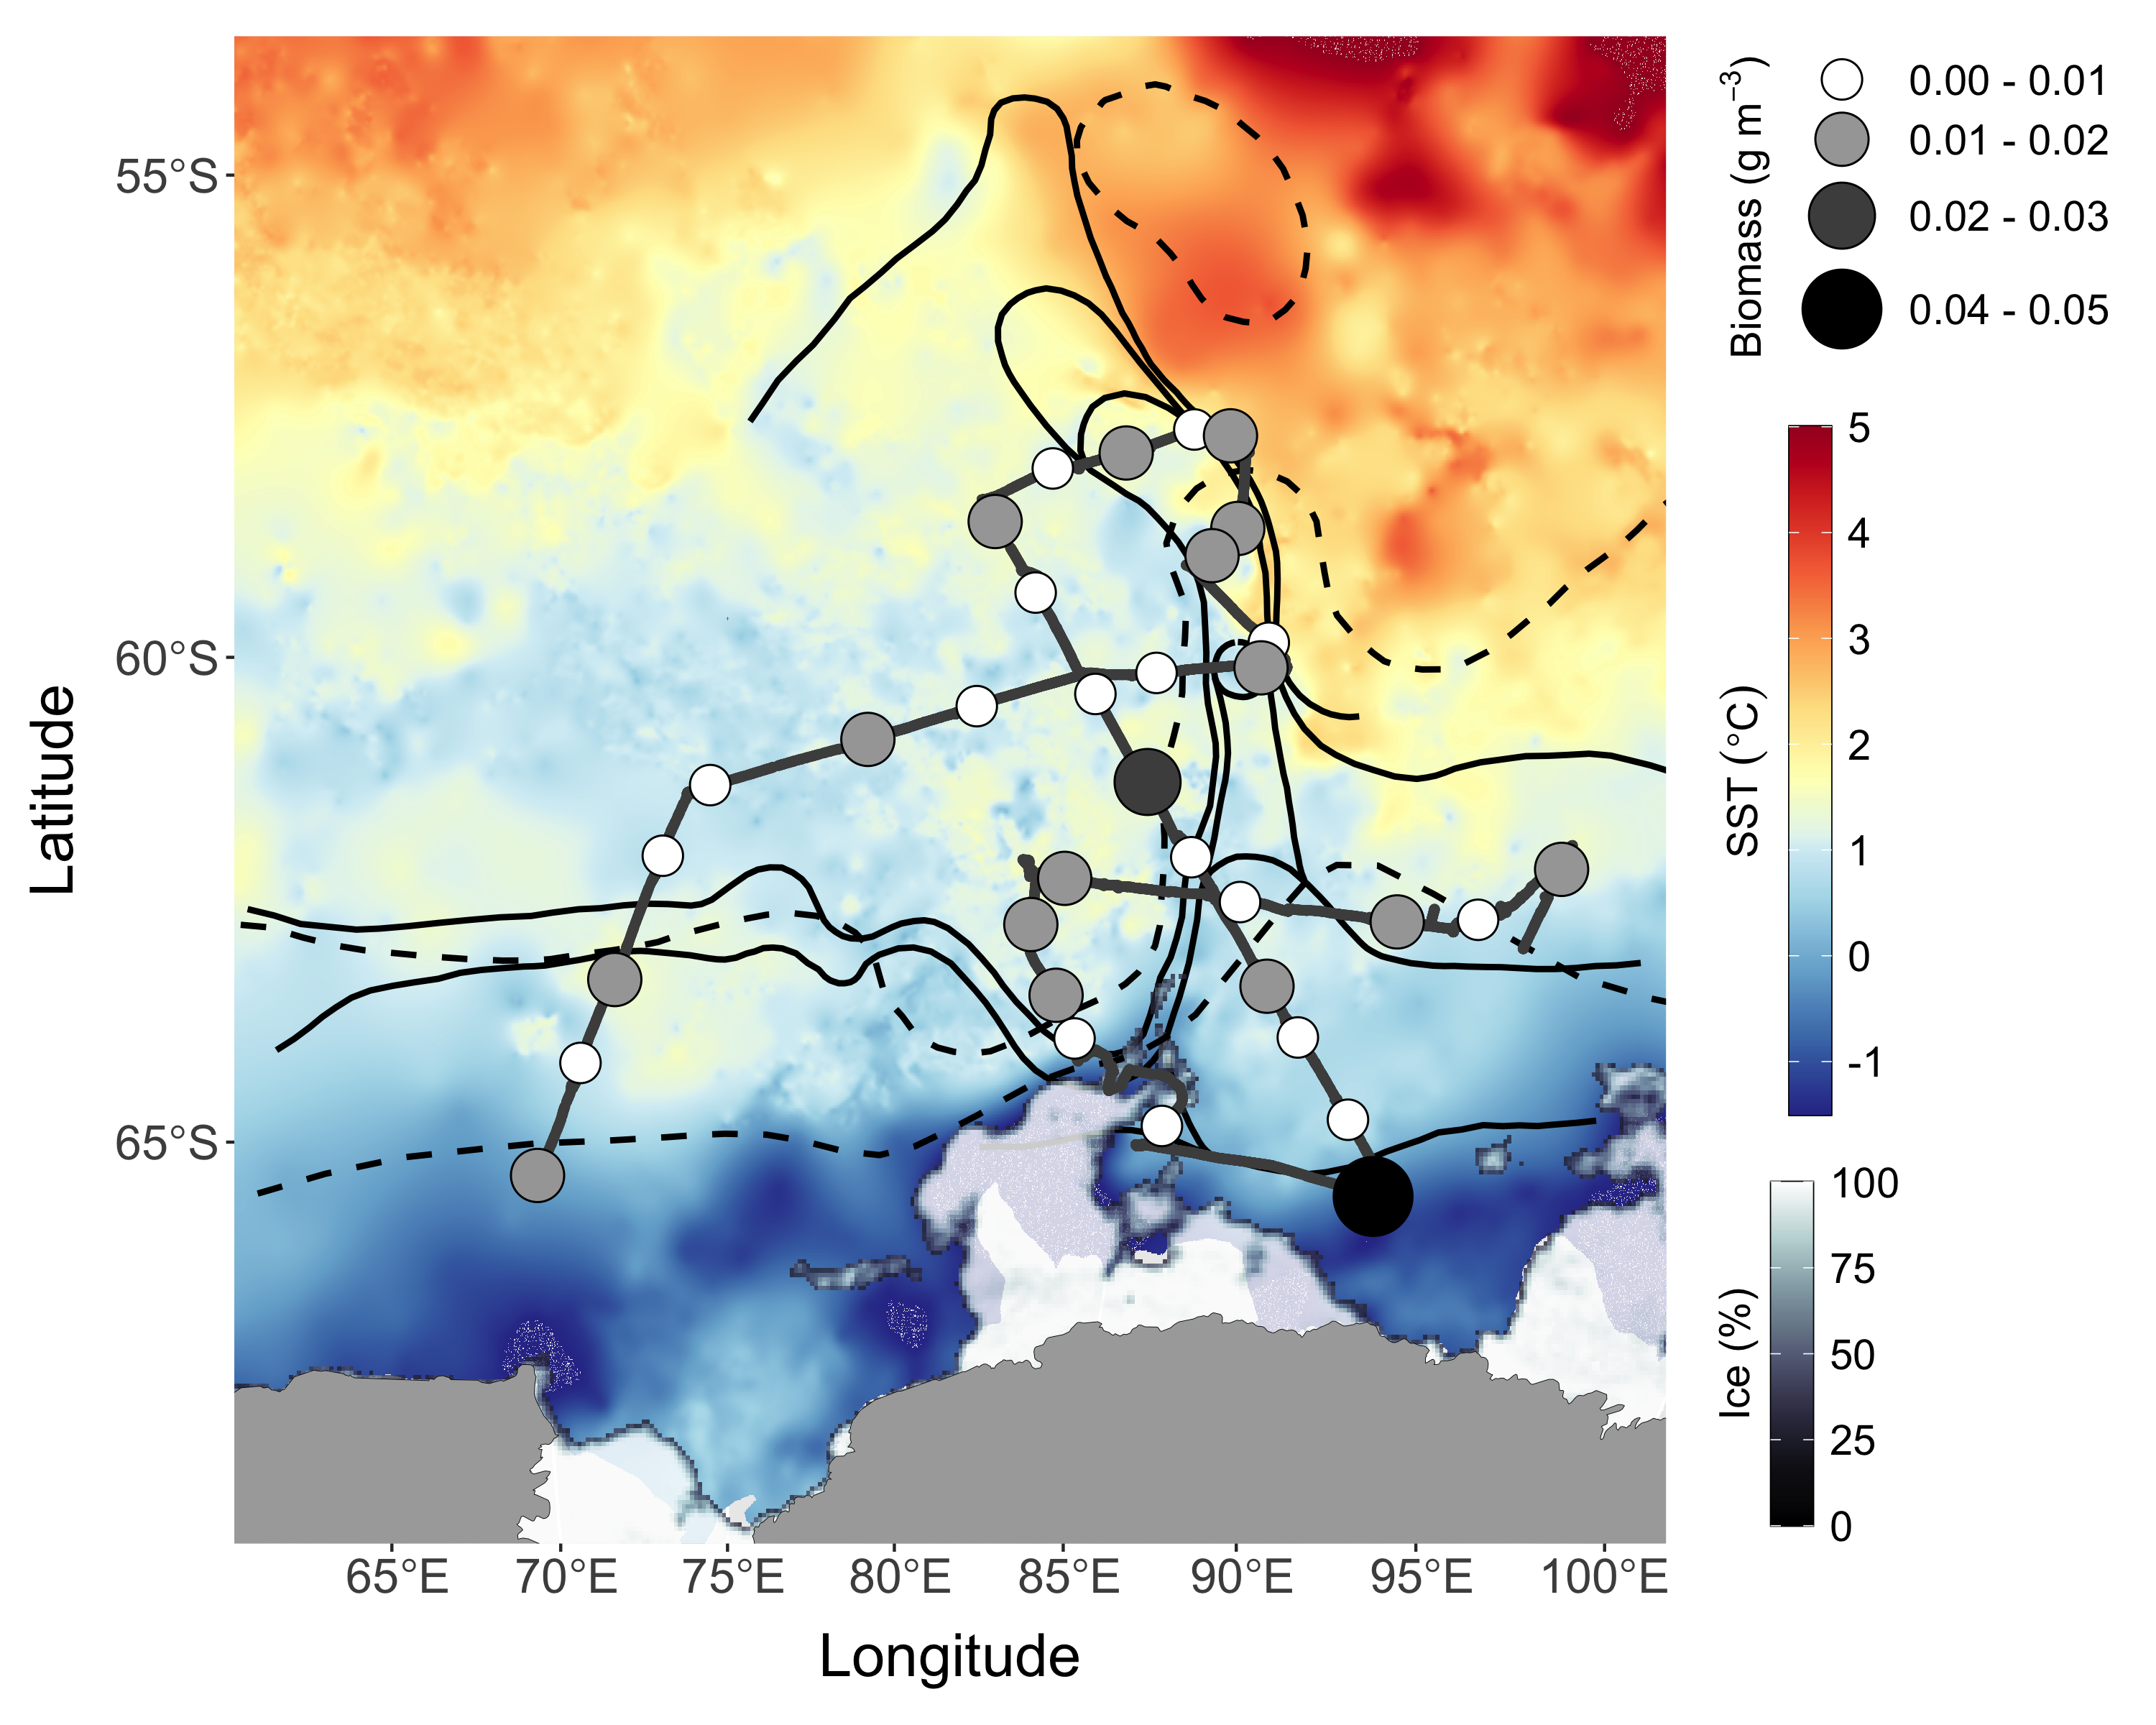 55°S
60°S
65°S
Latitude
65°E 70°E 75°E 80°E 85°E 90°E 95°E 100°E
Longitude
Biomass (g m⁻³)
0.00 - 0.01
0.01 - 0.02
0.02 - 0.03
0.04 - 0.05
SST (°C)
5
4
3
2
1
0
-1
Ice (%)
100
75
50
25
0